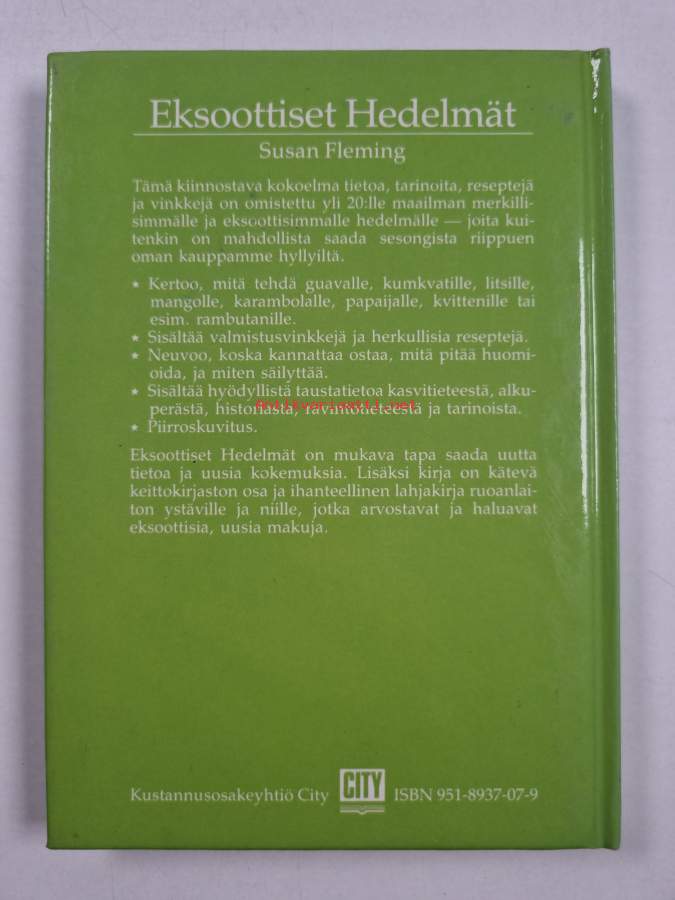 Eksoottiset Hedelmät
Susan Fleming
Tämä kiinnostava kokoelma tietoa, tarinoita, reseptejä
ja vinkkejä on omistettu yli 20:lle maailman merkilli-
simmälle ja eksoottisimmalle hedelmälle — joita kui-
tenkin on mahdollista saada sesongista riippuen
oman kauppamme hyllyiltä.
★ Kertoo, mitä tehdä guavalle, kumkvatille, litsille,
mangolle, karambolalle, papaijalle, kvittenille tai
esim. rambutanille.
★ Sisältää valmistusvinkkejä ja herkullisia reseptejä.
★ Neuvoo, koska kannattaa ostaa, mitä pitää huomi-
oida, ja miten säilyttää.
★ Sisältää hyödyllistä taustatietoa kasvitieteestä, alku-
perästä, historiasta, ravintotieteestä ja tarinoista.
Antikvariaatti.net
★ Piirroskuvitus.
Eksoottiset Hedelmät on mukava tapa saada uutta
tietoa ja uusia kokemuksia. Lisäksi kirja on kätevä
keittokirjaston osa ja ihanteellinen lahjakirja ruoanlai-
ton ystäville ja niille, jotka arvostavat ja haluavat
eksoottisia, uusia makuja.
Kustannusosakeyhtiö City CITY ISBN 951-8937-07-9